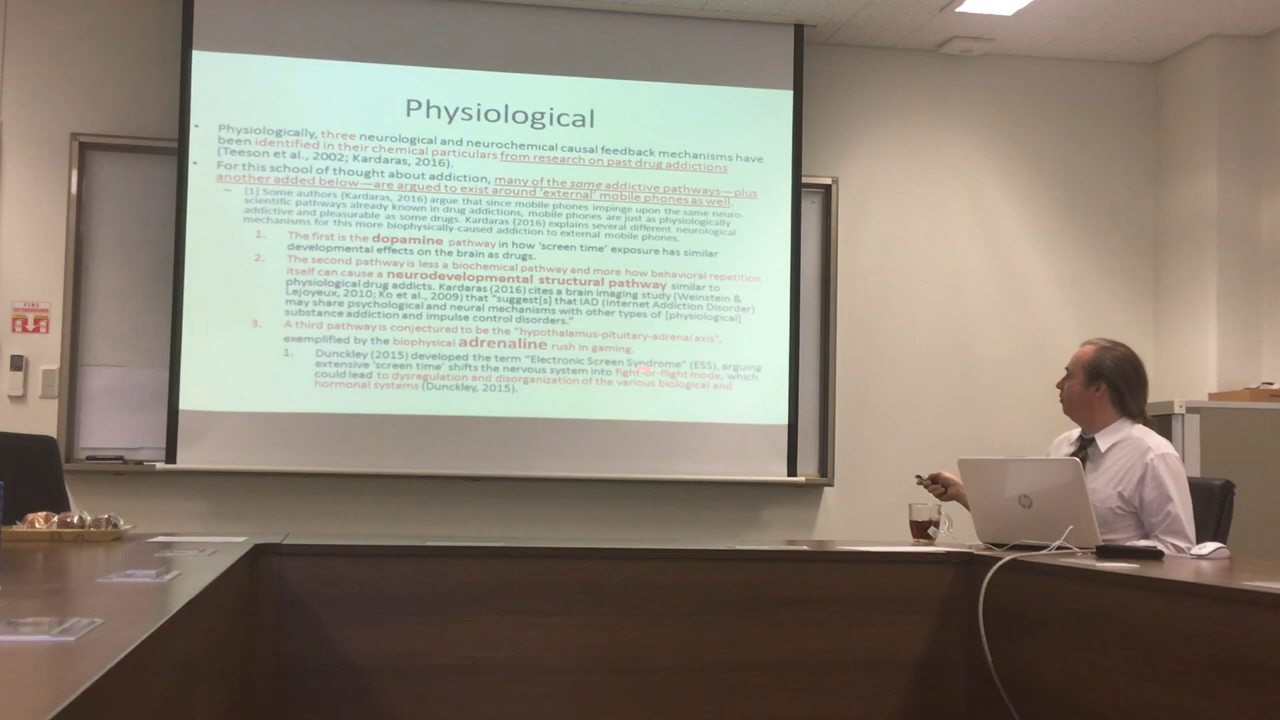 Physiological
• Physiologically, three neurological and neurochemical causal feedback mechanisms have
been identified in their chemical particulars from research on past drug addictions
(Teeson et al., 2002; Kardaras, 2016).
• For this school of thought about addiction, many of the same addictive pathways—plus
another added below—are argued to exist around 'external' mobile phones as well.
– [1] Some authors (Kardaras, 2016) argue that since mobile phones impinge upon the same neuro-
scientific pathways already known in drug addictions, mobile phones are just as physiologically
addictive and pleasurable as some drugs. Kardaras (2016) explains several different neurological
mechanisms for this more biophysically-caused addiction to external mobile phones.
1. The first is the dopamine pathway in how 'screen time' exposure has similar
developmental effects on the brain as drugs.
2. The second pathway is less a biochemical pathway and more how behavioral repetition
itself can cause a neurodevelopmental structural pathway similar to
physiological drug addicts. Kardaras (2016) cites a brain imaging study (Weinstein &
Lejoyeux, 2010; Ko et al., 2009) that "suggest[s] that IAD (Internet Addiction Disorder)
may share psychological and neural mechanisms with other types of [physiological]
substance addiction and impulse control disorders."
3. A third pathway is conjectured to be the "hypothalamus-pituitary-adrenal axis",
exemplified by the biophysical adrenaline rush in gaming.
1. Dunckley (2015) developed the term "Electronic Screen Syndrome" (ESS), arguing
extensive 'screen time' shifts the nervous system into fight-or-flight mode, which
could lead to dysregulation and disorganization of the various biological and
hormonal systems (Dunckley, 2015).
FIRE
hp